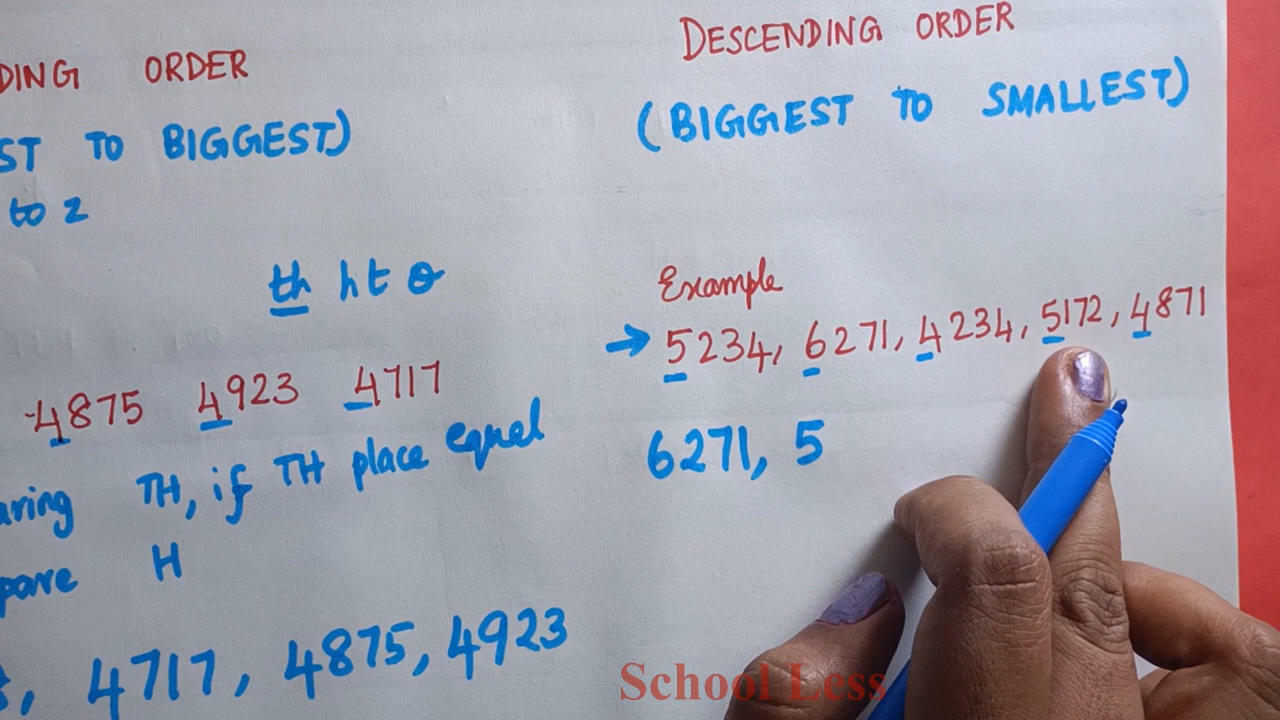 DING ORDER
ST TO BIGGEST)
to z
th h t o
4875 4923 4717
aring TH, if TH place equal
pare H
, 4717, 4875, 4923
DESCENDING ORDER
(BIGGEST TO SMALLEST)
Example
→ 5234, 6271, 4234, 5172, 4871
6271, 5
School Less